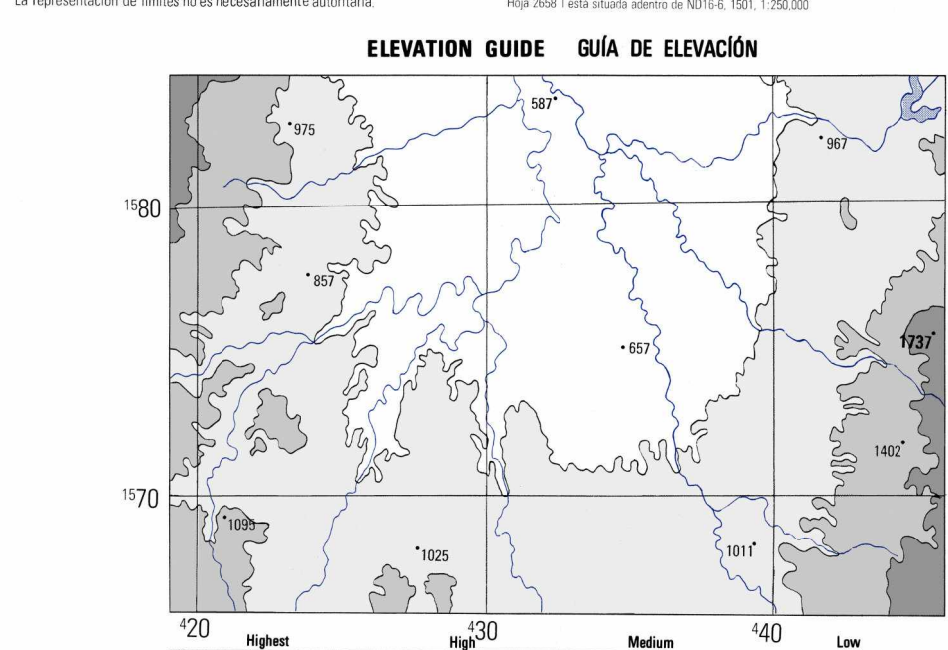 La representación de límites no es necesariamente autoritaria.
Hoja 2658 I está situada adentro de ND16-6, 1501, 1:250,000
ELEVATION GUIDE GUÍA DE ELEVACÍÓN
587
975
967
1580
857
1737
657
1402
1570
1095
1025
1011
420
430
440
Highest
High
Medium
Low